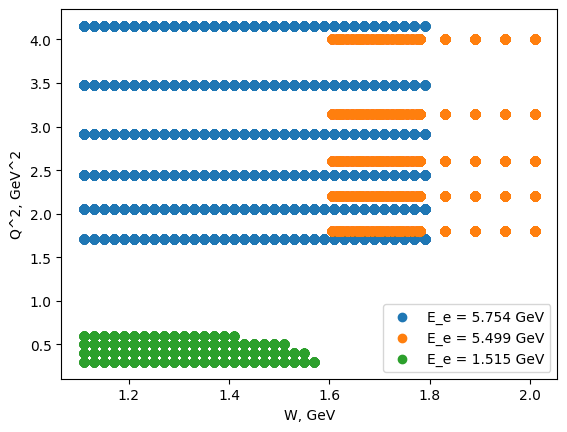 4.0
3.5
3.0
2.5
2.0
1.5
1.0
0.5
Q^2, GeV^2
E_e = 5.754 GeV
E_e = 5.499 GeV
E_e = 1.515 GeV
1.2
1.4
1.6
1.8
2.0
W, GeV